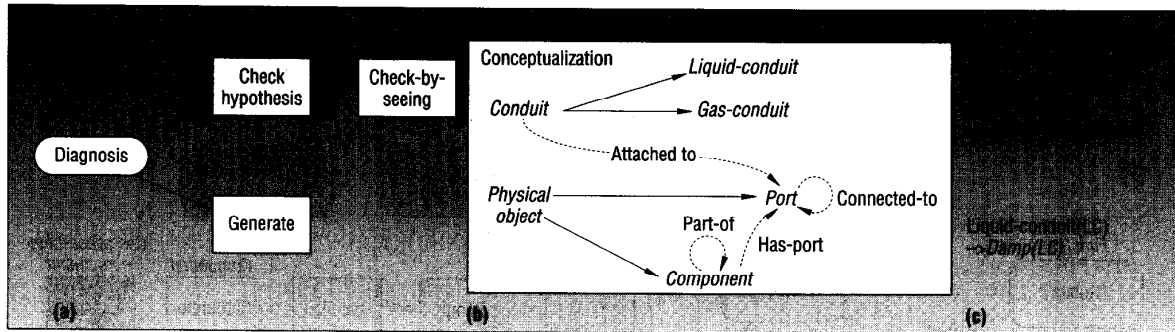 Check
hypothesis
Check-by-
seeing
Diagnosis
Generate
(a)
Conceptualization
Liquid-conduit
Conduit
Gas-conduit
Attached to
Physical
object
Port
Connected-to
Part-of
Has-port
Component
(b)
Liquid-conduit(LC)
→Damp(LC)
(c)